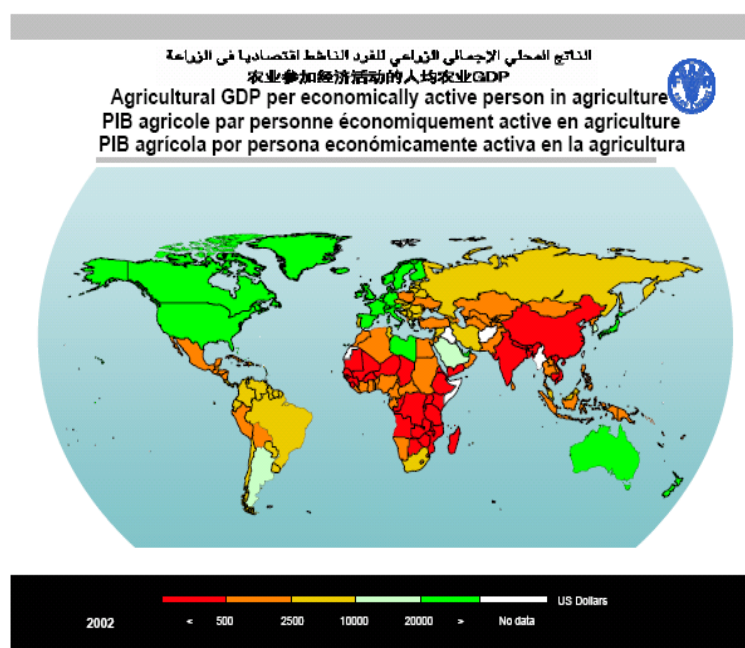 الناتج المحلي الإجمالي الزراعي للفرد الناشط اقتصاديا في الزراعة
农业参加经济活动的人均农业GDP
Agricultural GDP per economically active person in agriculture
PIB agricole par personne économiquement active en agriculture
PIB agrícola por persona económicamente activa en la agricultura
US Dollars
2002 < 500 2500 10000 20000 > No data